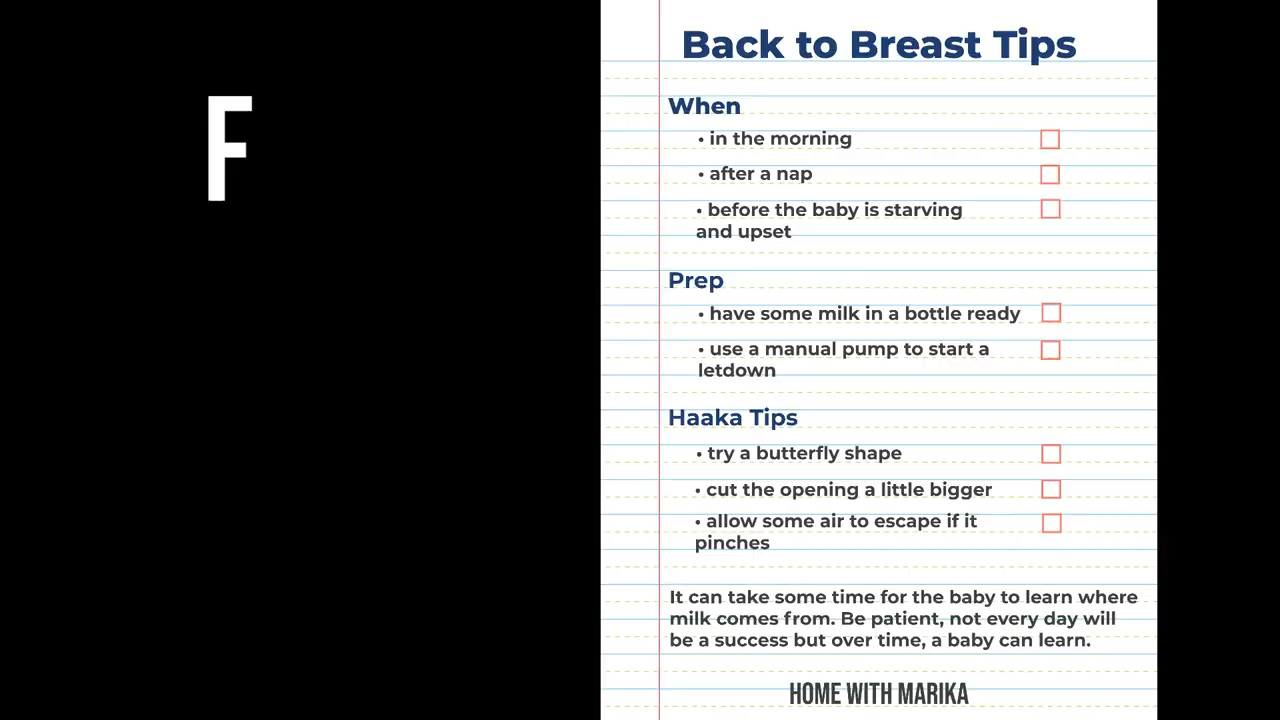 F
Back to Breast Tips
When
• in the morning
• after a nap
• before the baby is starving
and upset
Prep
• have some milk in a bottle ready
• use a manual pump to start a
letdown
Haaka Tips
• try a butterfly shape
• cut the opening a little bigger
• allow some air to escape if it
pinches
It can take some time for the baby to learn where
milk comes from. Be patient, not every day will
be a success but over time, a baby can learn.
HOME WITH MARIKA